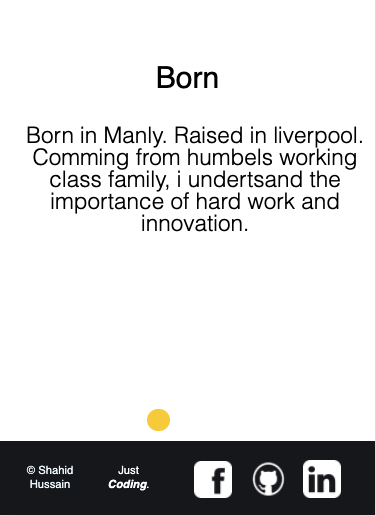 Born
Born in Manly. Raised in liverpool.
Comming from humbels working
class family, i undertsand the
importance of hard work and
innovation.
© Shahid
Hussain
Just
Coding.
f
in